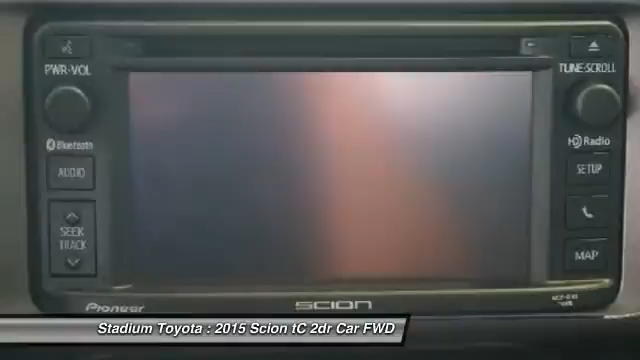 PWR·VOL
TUNE·SCROLL
Bluetooth
HD Radio
AUDIO
SETUP
SEEK
TRACK
MAP
Pioneer
SCION
Stadium Toyota : 2015 Scion tC 2dr Car FWD